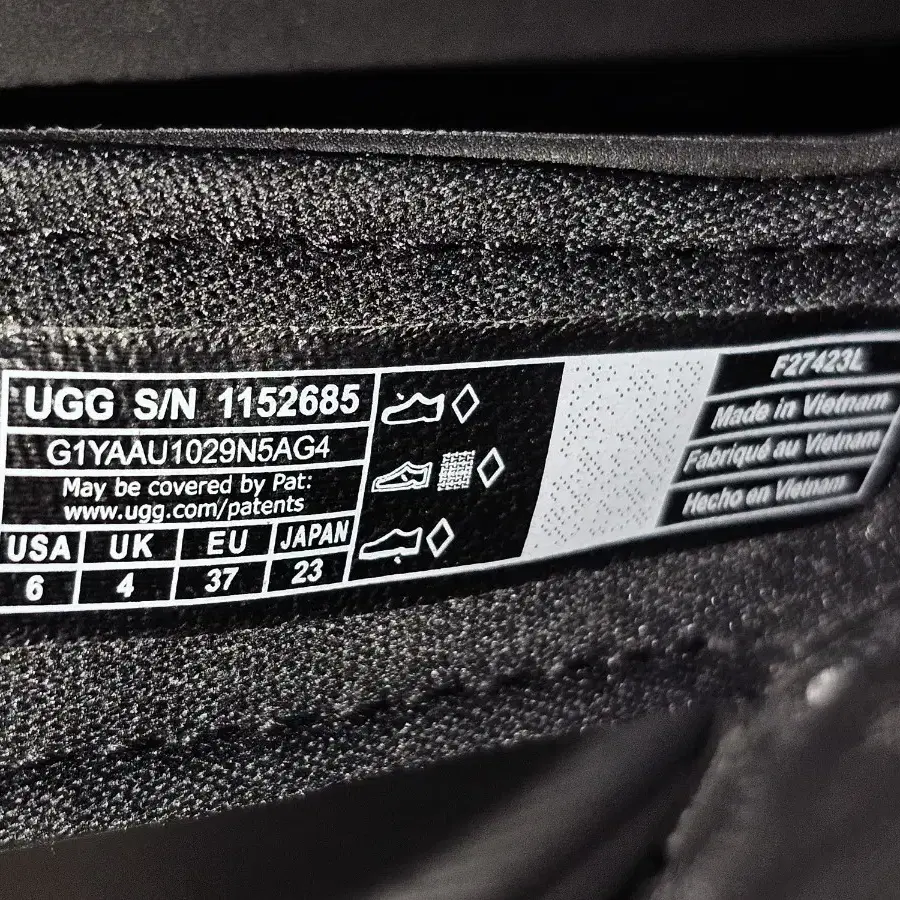 UGG S/N 1152685
G1YAAU1029N5AG4
May be covered by Pat:
www.ugg.com/patents
USA UK EU JAPAN
6 4 37 23
F27423L
Made in Vietnam
Fabriqué au Vietnam
Hecho en Vietnam